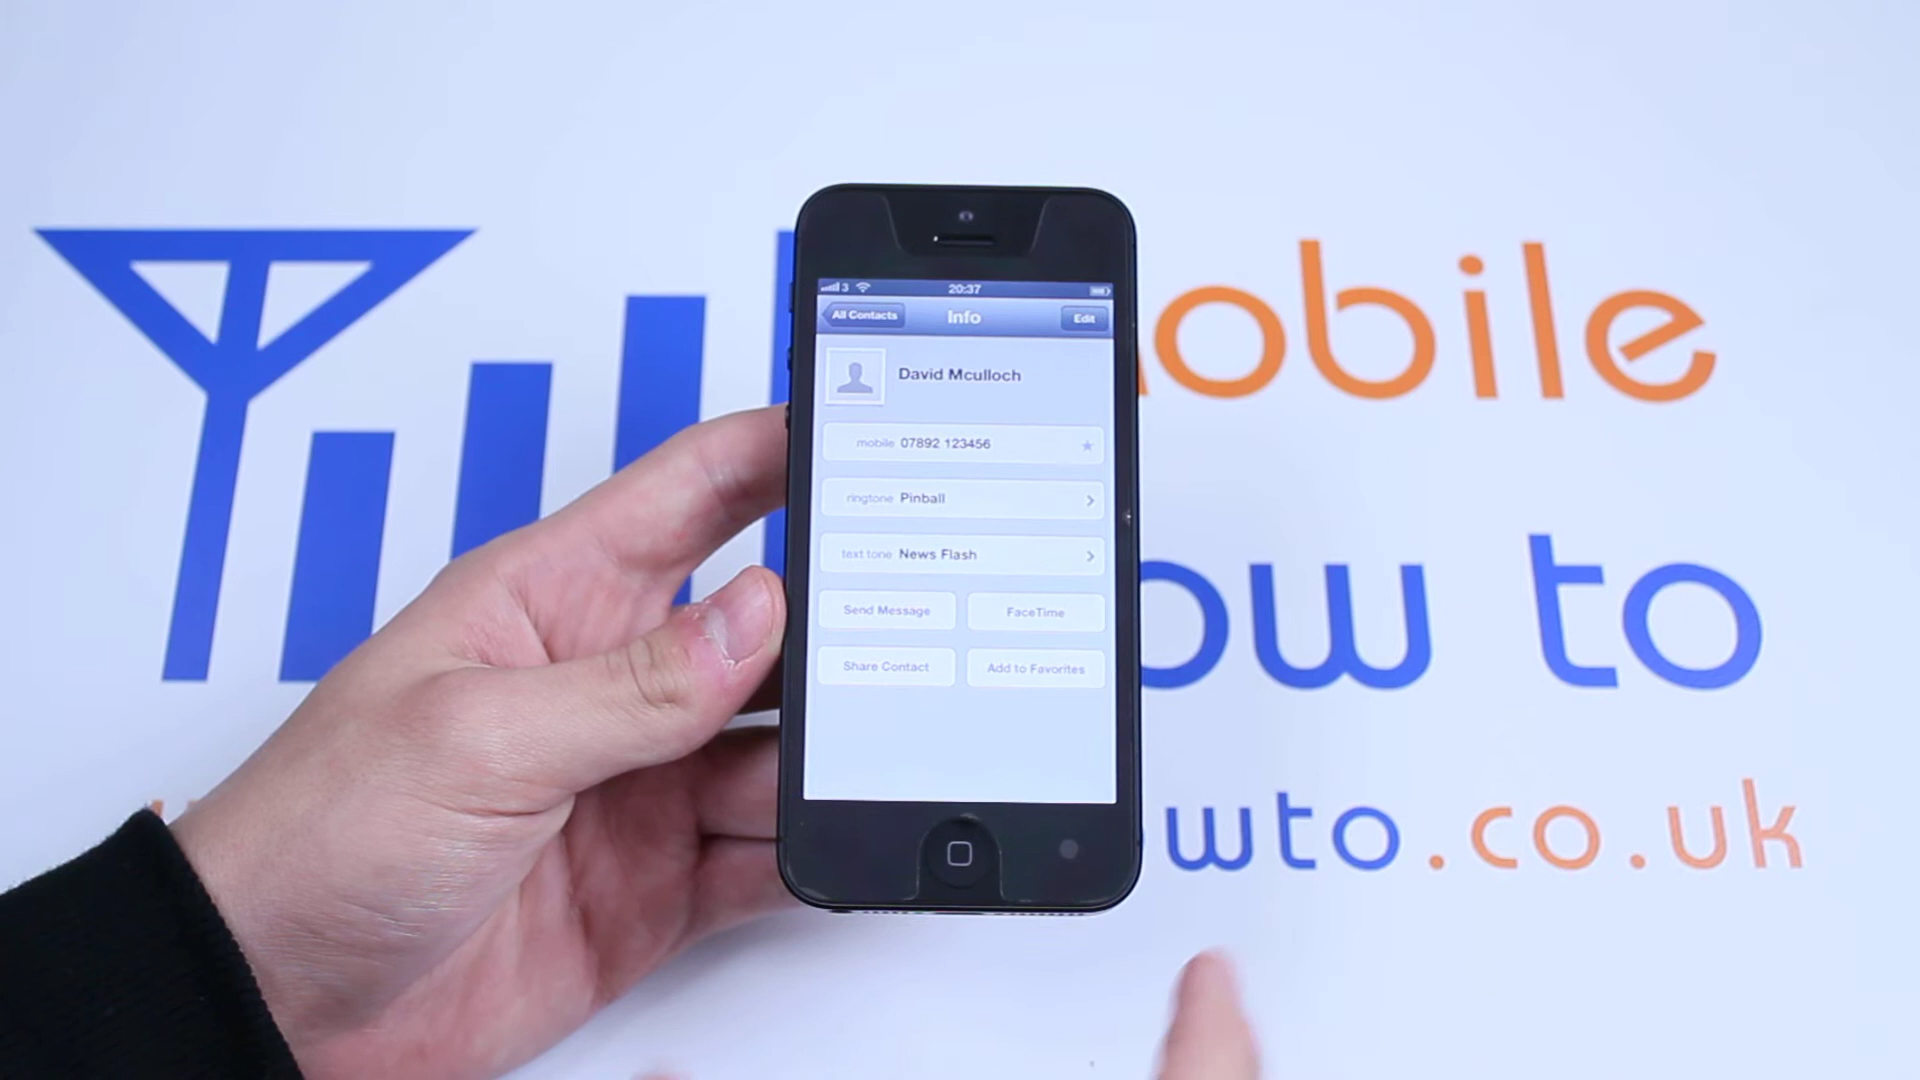 3 20:37
All Contacts Info Edit
David Mculloch
mobile 07892 123456
ringtone Pinball
text tone News Flash
Send Message FaceTime
Share Contact Add to Favorites
obile
ow to
owto.co.uk